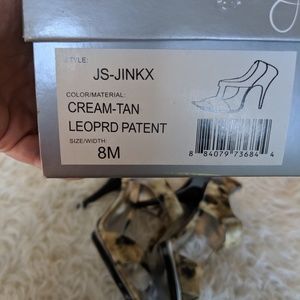 STYLE:
JS-JINKX
COLOR/MATERIAL:
CREAM-TAN
LEOPRD PATENT
SIZE/WIDTH:
8M
8 84079 73684 4